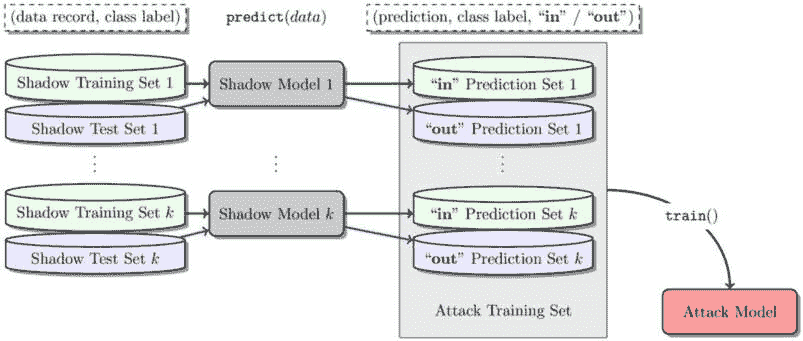 (data record, class label)
predict(data)
(prediction, class label, “in” / “out”)
Shadow Training Set 1
Shadow Model 1
“in” Prediction Set 1
Shadow Test Set 1
“out” Prediction Set 1
Shadow Training Set k
Shadow Model k
“in” Prediction Set k
Shadow Test Set k
“out” Prediction Set k
train()
Attack Training Set
Attack Model